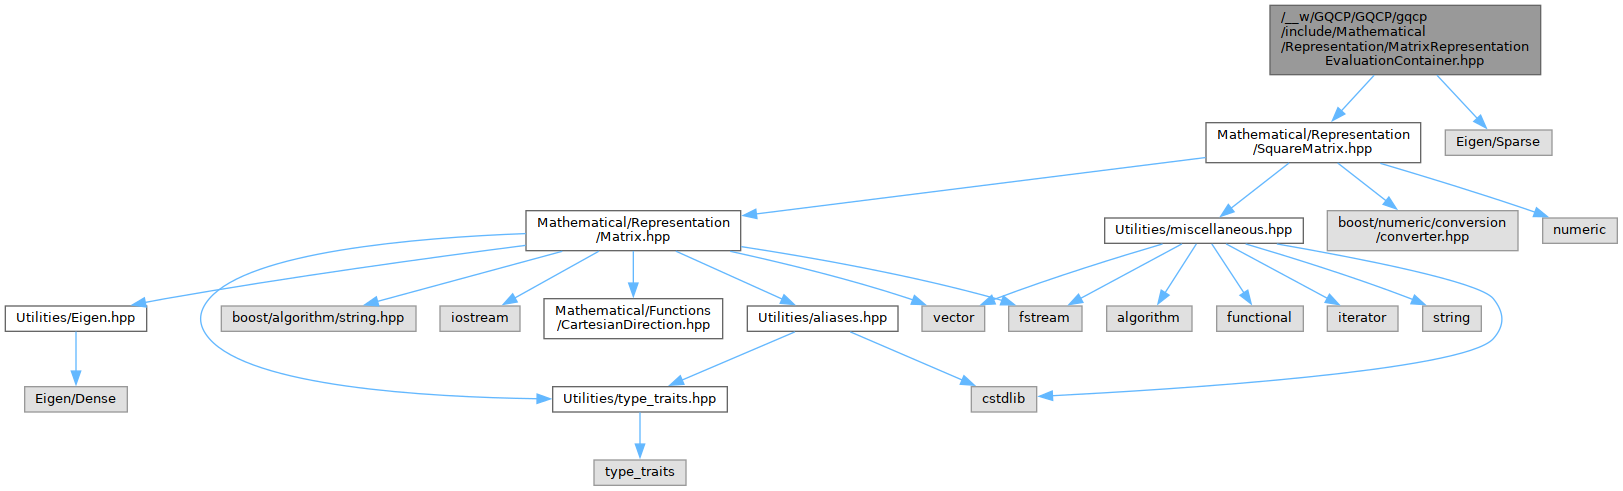 /__w/GQCP/GQCP/gqcp
/include/Mathematical
/Representation/MatrixRepresentation
EvaluationContainer.hpp
Mathematical/Representation
/SquareMatrix.hpp
Eigen/Sparse
Mathematical/Representation
/Matrix.hpp
Utilities/miscellaneous.hpp
boost/numeric/conversion
/converter.hpp
numeric
Utilities/Eigen.hpp
boost/algorithm/string.hpp
iostream
Mathematical/Functions
/CartesianDirection.hpp
Utilities/aliases.hpp
vector
fstream
algorithm
functional
iterator
string
Eigen/Dense
Utilities/type_traits.hpp
cstdlib
type_traits